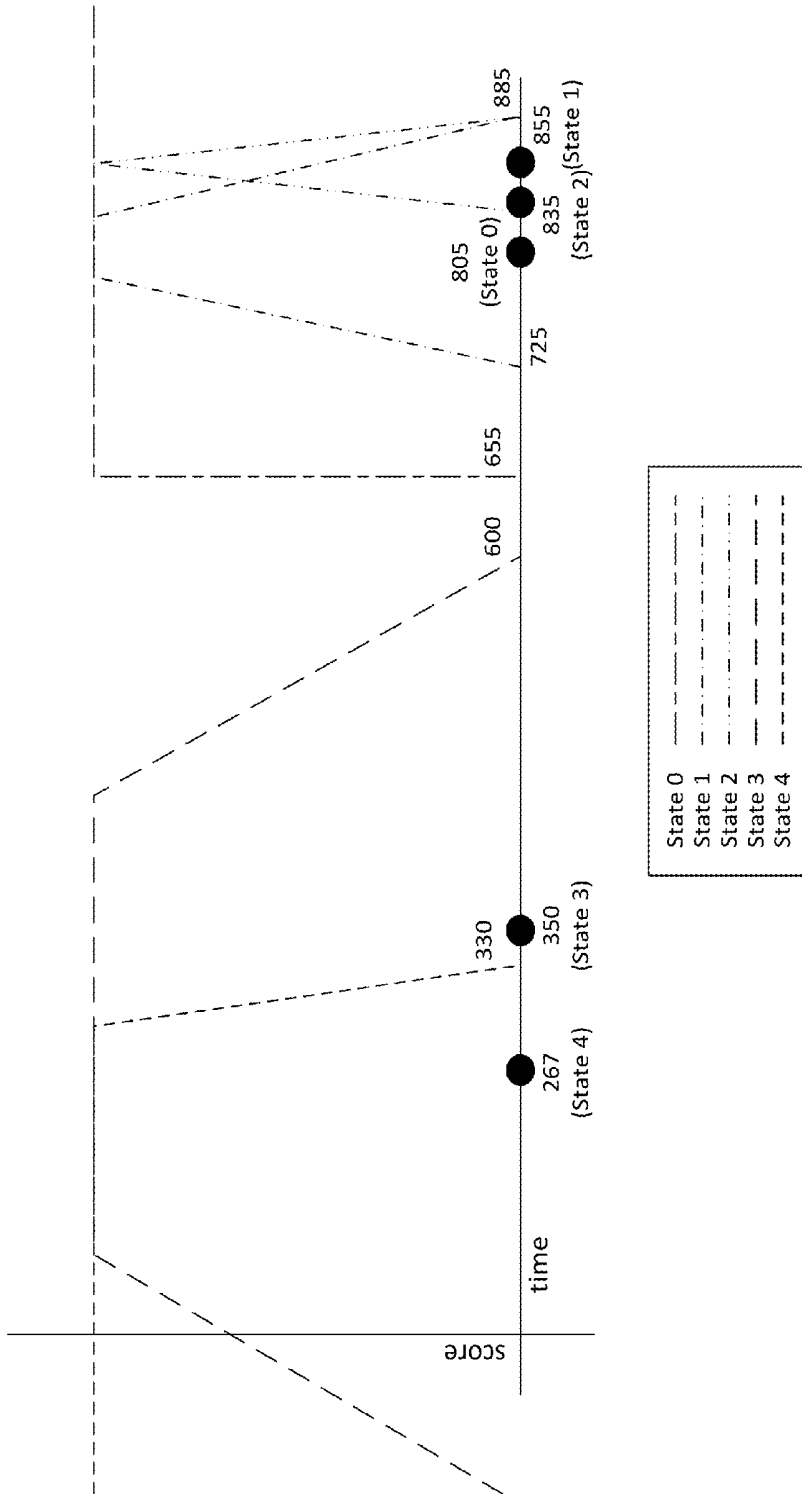 score
time
267
(State 4)
330
350
(State 3)
600
655
725
805
(State 0)
835
(State 2)
855
(State 1)
885
State 0
State 1
State 2
State 3
State 4